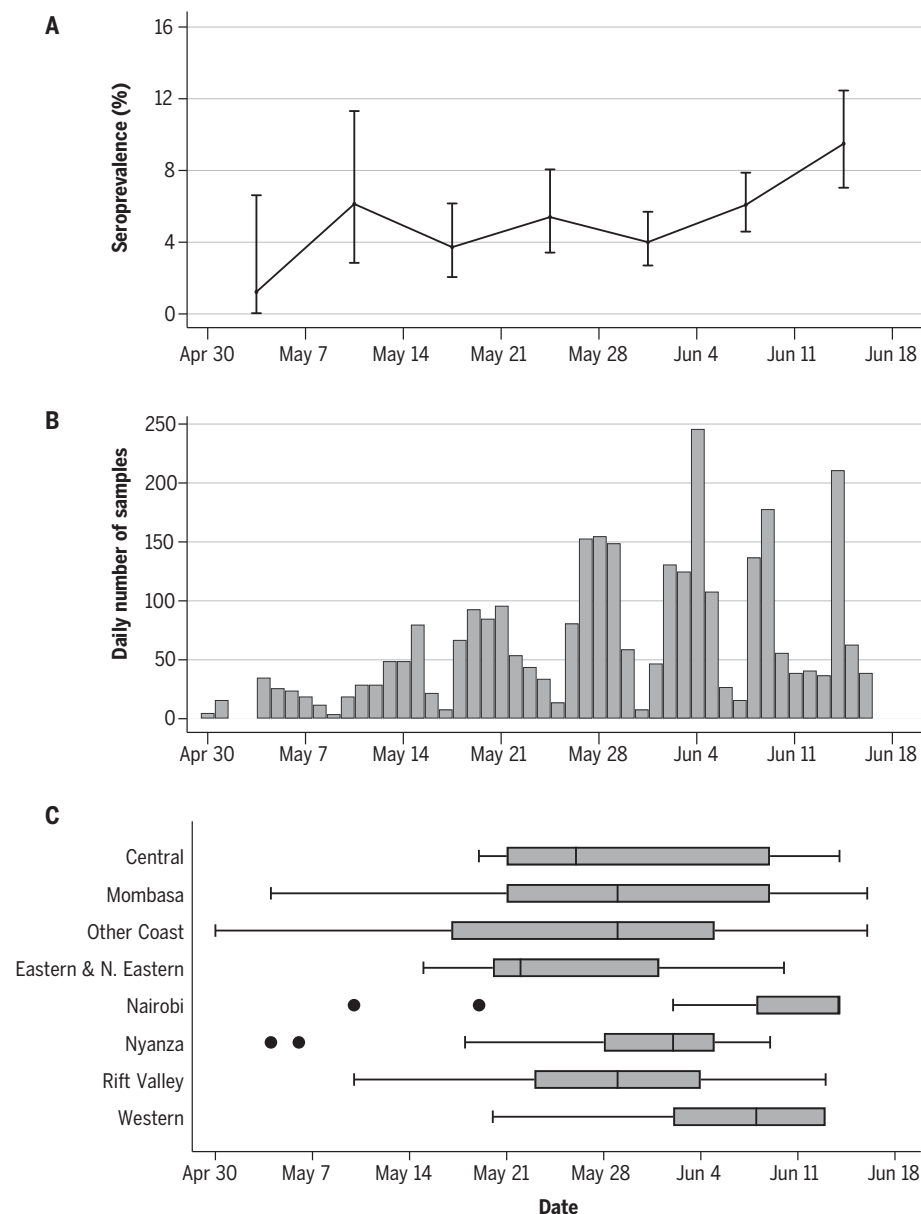 A
Seroprevalence (%)
16
12
8
4
0
Apr 30 May 7 May 14 May 21 May 28 Jun 4 Jun 11 Jun 18
B
Daily number of samples
250
200
150
100
50
0
Apr 30 May 7 May 14 May 21 May 28 Jun 4 Jun 11 Jun 18
C
Central
Mombasa
Other Coast
Eastern & N. Eastern
Nairobi
Nyanza
Rift Valley
Western
Apr 30 May 7 May 14 May 21 May 28 Jun 4 Jun 11 Jun 18
Date